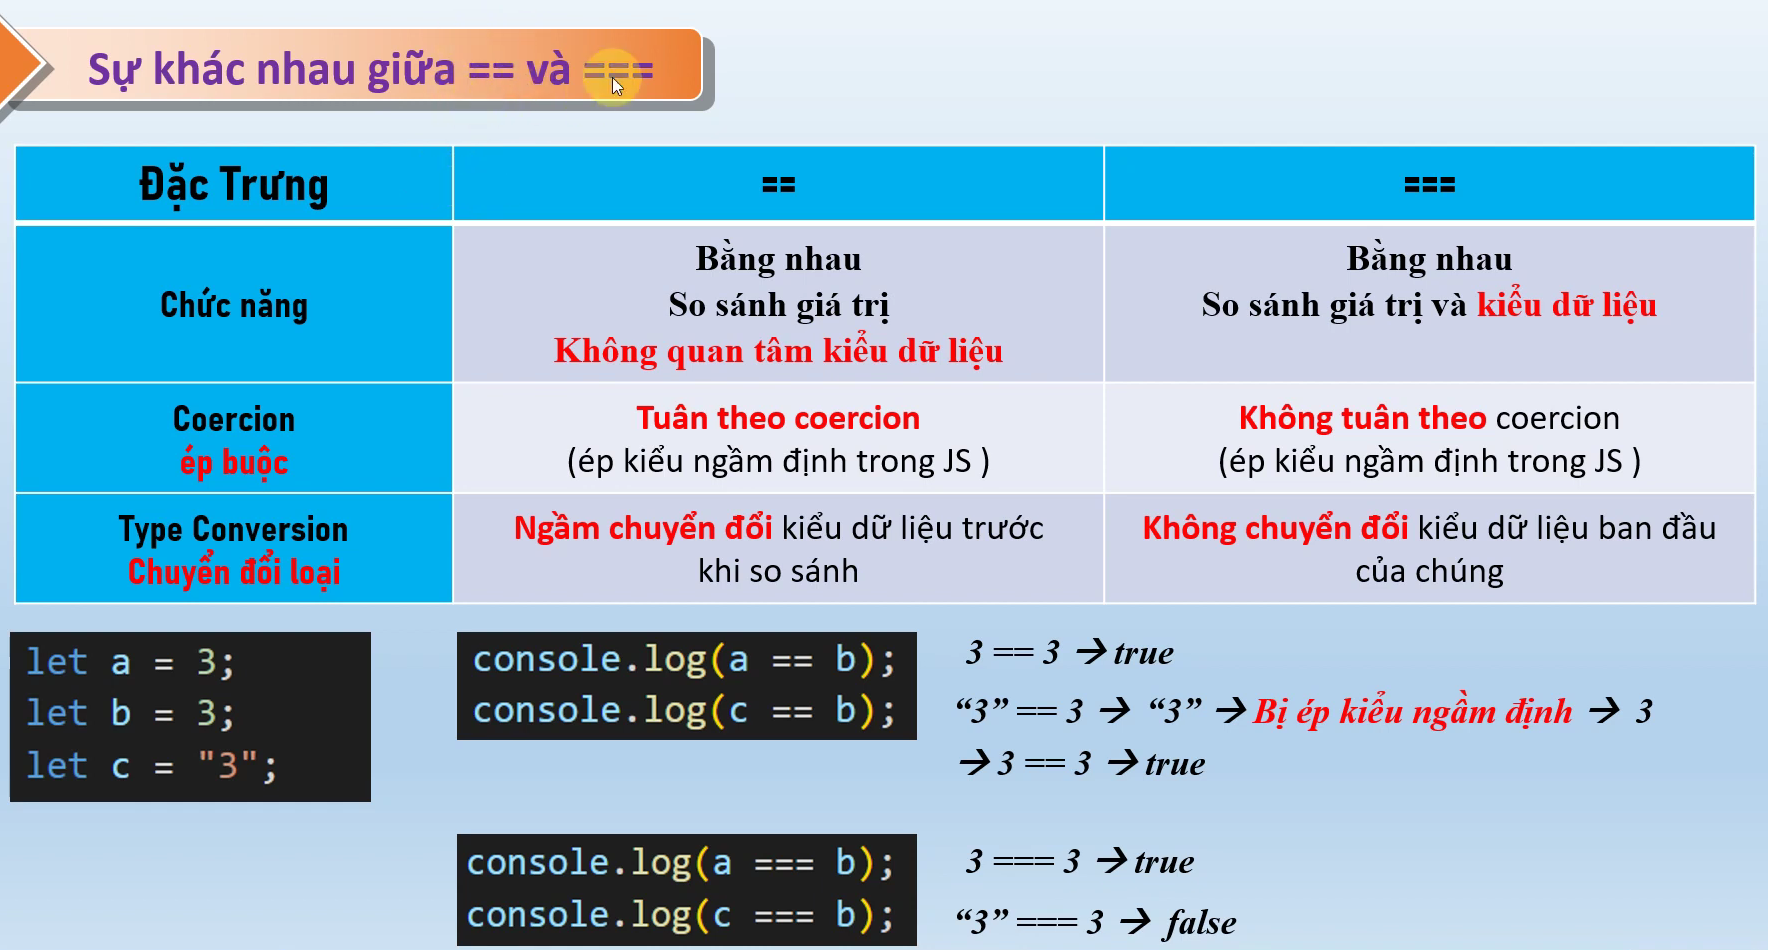 Sự khác nhau giữa == và ===
Đặc Trưng
==
===
Chức năng
Bằng nhau
So sánh giá trị
Không quan tâm kiểu dữ liệu
Bằng nhau
So sánh giá trị và kiểu dữ liệu
Coercion
ép buộc
Tuân theo coercion
(ép kiểu ngầm định trong JS )
Không tuân theo coercion
(ép kiểu ngầm định trong JS )
Type Conversion
Chuyển đổi loại
Ngầm chuyển đổi kiểu dữ liệu trước
khi so sánh
Không chuyển đổi kiểu dữ liệu ban đầu
của chúng
let a = 3;
let b = 3;
let c = "3";
console.log(a == b);
console.log(c == b);
3 == 3 → true
“3” == 3 → “3” → Bị ép kiểu ngầm định → 3
→ 3 == 3 → true
console.log(a === b);
console.log(c === b);
3 === 3 → true
“3” === 3 → false